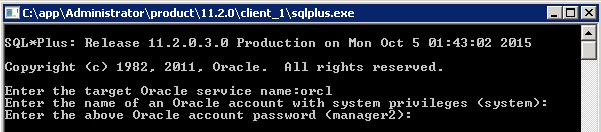 C:\app\Administrator\product\11.2.0\client_1\sqlplus.exe
SQL*Plus: Release 11.2.0.3.0 Production on Mon Oct 5 01:43:02 2015
Copyright (c) 1982, 2011, Oracle.  All rights reserved.
Enter the target Oracle service name:orcl
Enter the name of an Oracle account with system privileges (system):
Enter the above Oracle account password (manager2):